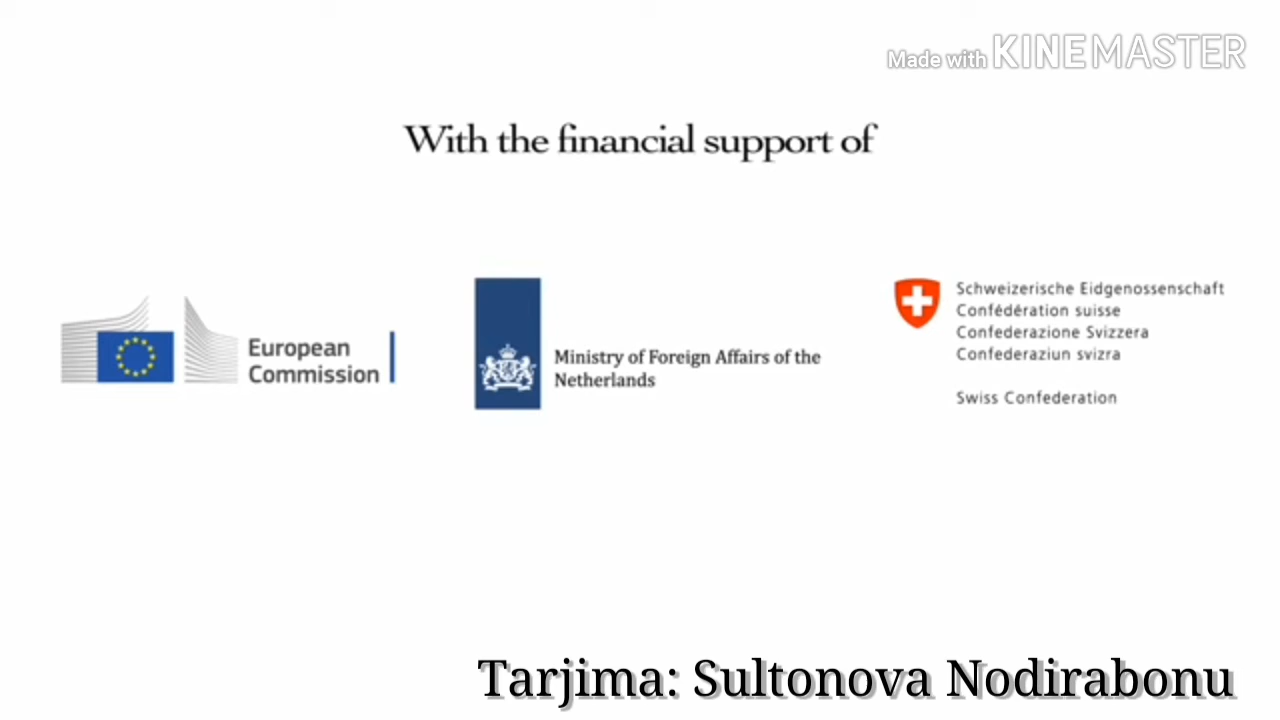 Made with KINEMASTER
With the financial support of
European
Commission
Ministry of Foreign Affairs of the
Netherlands
Schweizerische Eidgenossenschaft
Confédération suisse
Confederazione Svizzera
Confederaziun svizra
Swiss Confederation
Tarjima: Sultonova Nodirabonu